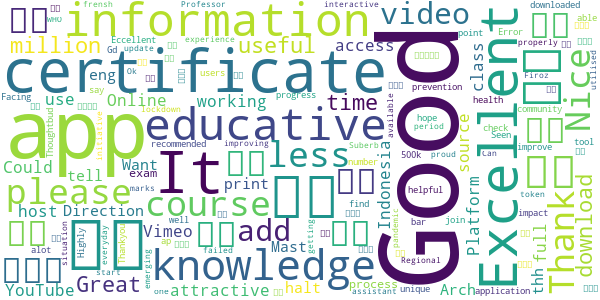 information
video
Good
Excellent
million
useful
access
certificate
class
Nice
eng
Online
working
time
app
use
educative
source
please
It
less
Indonesia
Could
tell
Want
course
print
add
Platform
Thank
download
host
Direction
Vimeo
Mast
knowledge
halt
YouTube
Great
attractive
process
Arch
thh
full
downloaded
interactive
Professor
frensh
WHO
update
Eccellent
experience
Gd
Ok
say
users
point
Error
able
properly
utilised
Facing
lockdown
progress
available
prevention
Firoz
health
community
Seen
check
hope
period
Thoughtbud
initiative
recommended
improving
Suberb
number
500k
proud
Can
improve
tool
exam
marks
find
helpful
token
bar
join
impact
unique
application
Regional
pandemic
alot
situation
Highly
everyday
Thankyou
start
emerging
well
ap
failed
one
getting
assistant